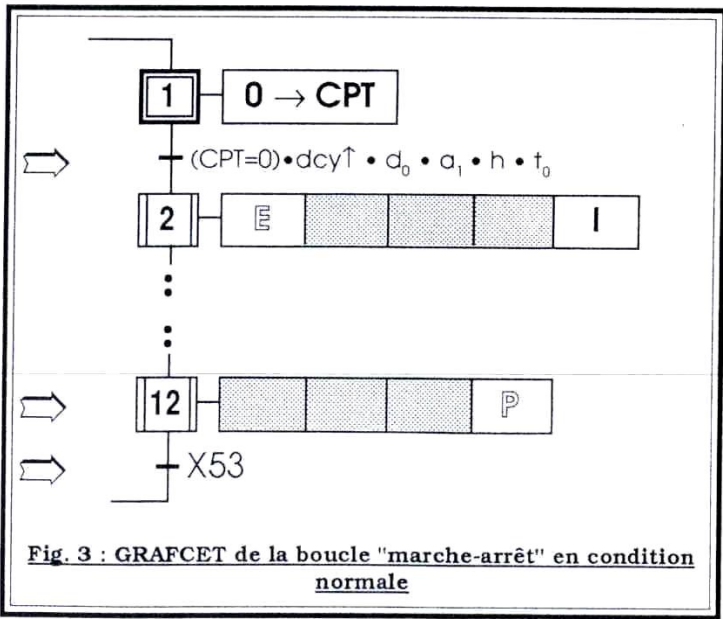 1 0 → CPT
(CPT=0)•dcy↑ • d₀ • a₁ • h • t₀
2 E I
12 P
X53
Fig. 3 : GRAFCET de la boucle "marche-arrêt" en condition
normale